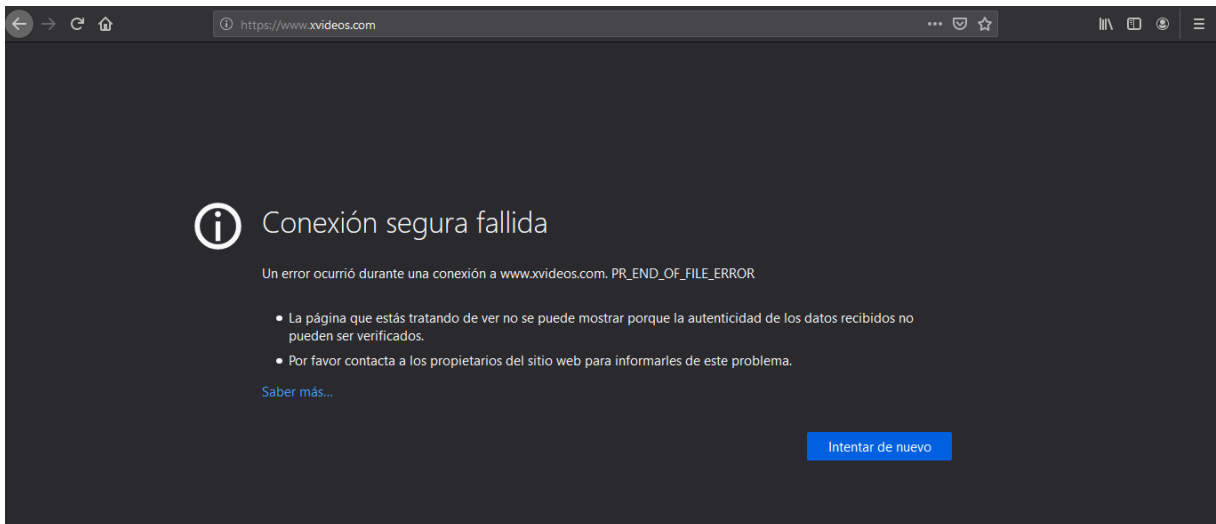 https://www.xvideos.com
Conexión segura fallida
Un error ocurrió durante una conexión a www.xvideos.com. PR_END_OF_FILE_ERROR
La página que estás tratando de ver no se puede mostrar porque la autenticidad de los datos recibidos no
pueden ser verificados.
Por favor contacta a los propietarios del sitio web para informarles de este problema.
Saber más...
Intentar de nuevo